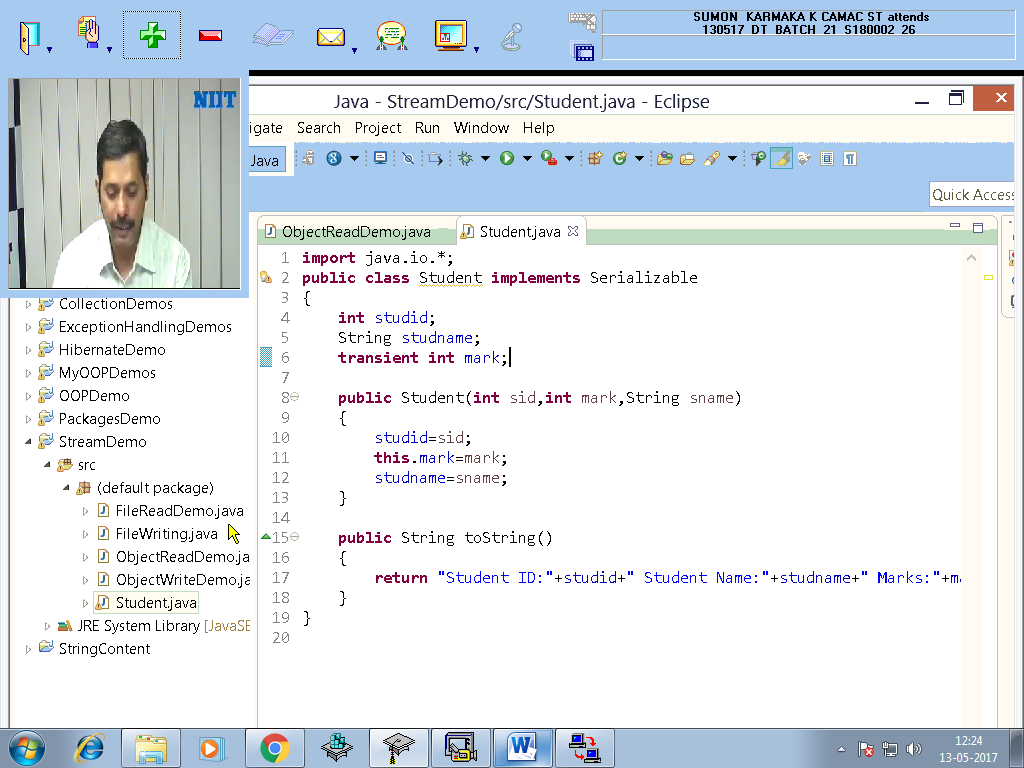 SUMON KARMAKA K CAMAC ST attends
130517_DT_BATCH_21_S180002_26
NIIT
Java - StreamDemo/src/Student.java - Eclipse
igate Search Project Run Window Help
Java
Quick Access
ObjectReadDemo.java
Student.java
CollectionDemos
ExceptionHandlingDemos
HibernateDemo
MyOOPDemos
OOPDemo
PackagesDemo
StreamDemo
src
(default package)
FileReadDemo.java
FileWriting.java
ObjectReadDemo.ja
ObjectWriteDemo.ja
Student.java
JRE System Library [JavaSE
StringContent
1 import java.io.*;
2 public class Student implements Serializable
3 {
4 int studid;
5 String studname;
6 transient int mark;
7
8 public Student(int sid,int mark,String sname)
9 {
10 studid=sid;
11 this.mark=mark;
12 studname=sname;
13 }
14
15 public String toString()
16 {
17 return "Student ID:"+studid+" Student Name:"+studname+" Marks:"+ma
18 }
19 }
20
12:24
13-05-2017